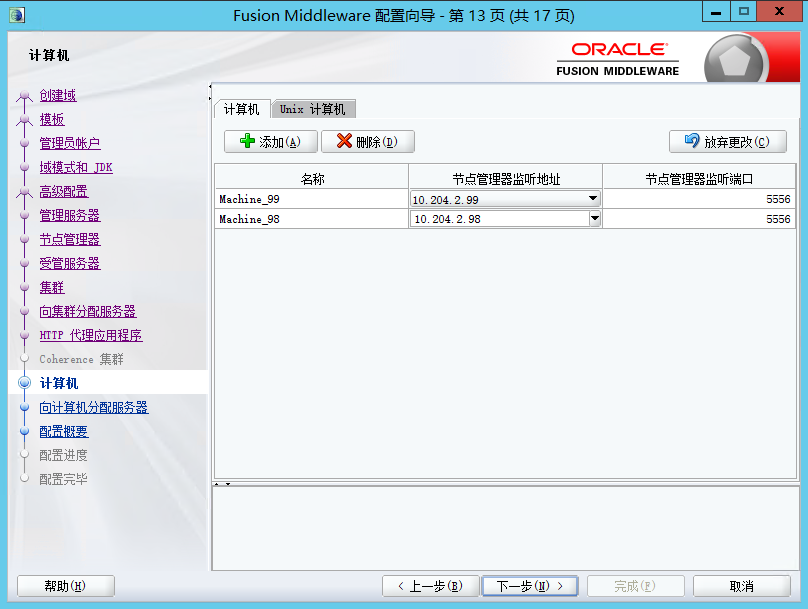 Fusion Middleware 配置向导 - 第 13 页 (共 17 页)
计算机
ORACLE
FUSION MIDDLEWARE
创建域
模板
管理员帐户
域模式和 JDK
高级配置
管理服务器
节点管理器
受管服务器
集群
向集群分配服务器
HTTP 代理应用程序
Coherence 集群
计算机
向计算机分配服务器
配置概要
配置进度
配置完毕
计算机 Unix 计算机
添加(A) 删除(D) 放弃更改(C)
名称 节点管理器监听地址 节点管理器监听端口
Machine_99 10.204.2.99 5556
Machine_98 10.204.2.98 5556
帮助(H) < 上一步(B) 下一步(N) > 完成(F) 取消